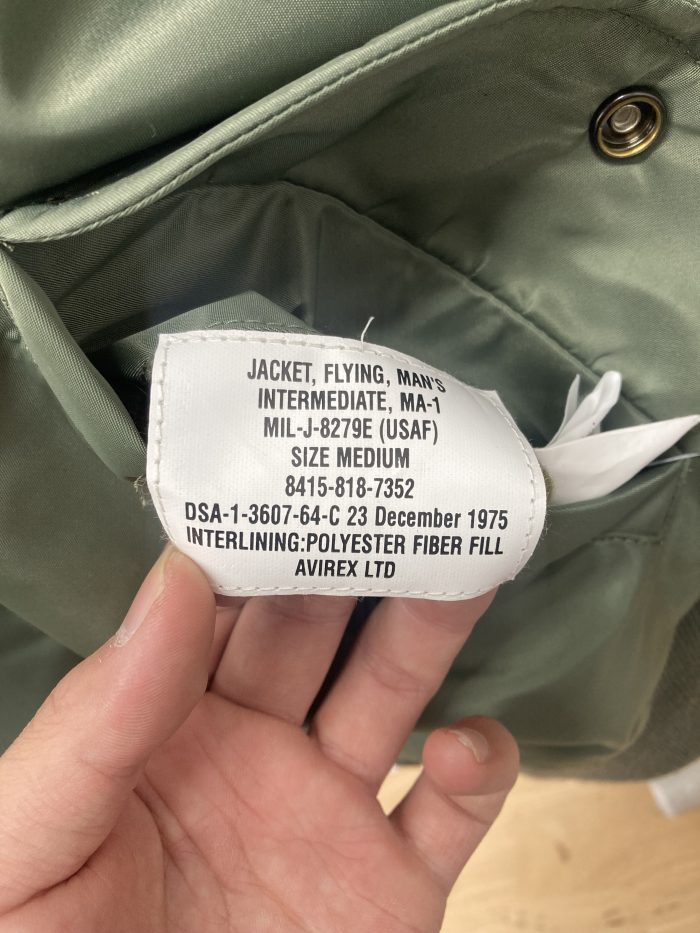 JACKET, FLYING, MAN'S
INTERMEDIATE, MA-1
MIL-J-8279E (USAF)
SIZE MEDIUM
8415-818-7352
DSA-1-3607-64-C 23 December 1975
INTERLINING:POLYESTER FIBER FILL
AVIREX LTD